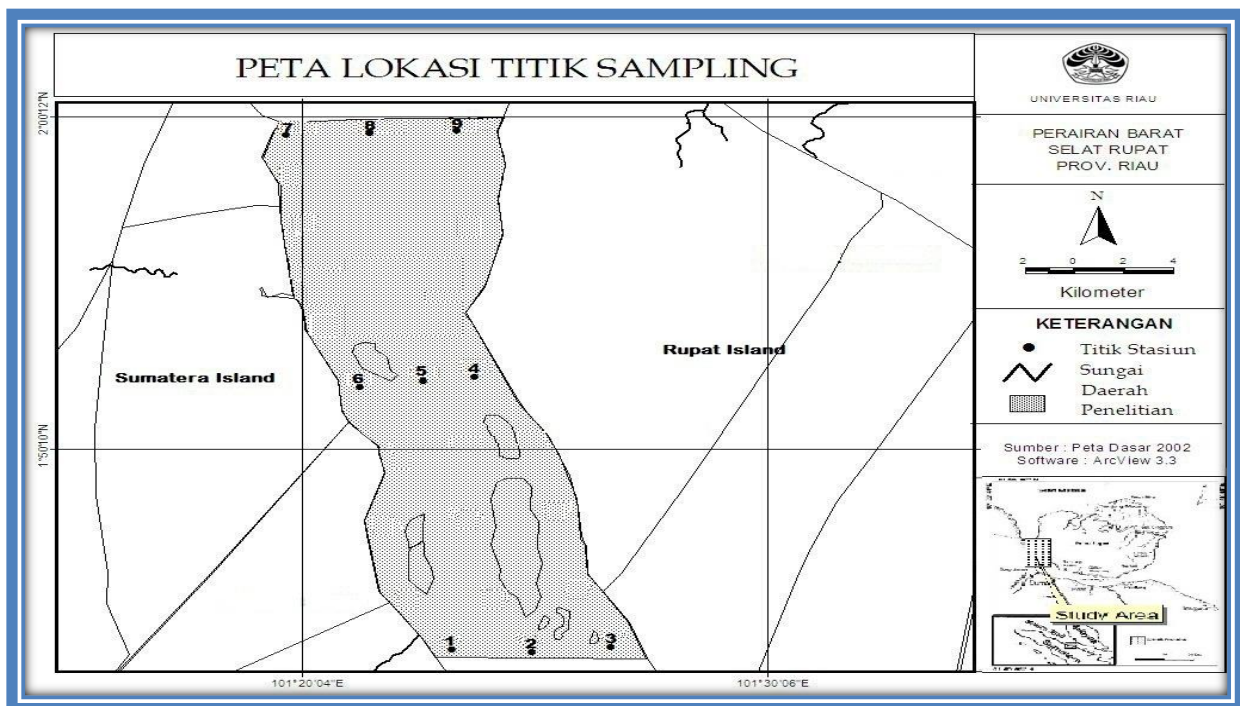 PETA LOKASI TITIK SAMPLING
2°00'12"N
7
8
9
Sumatera Island
Rupat Island
6
5
4
1°50'10"N
1
2
3
101°20'04"E
101°30'06"E
UNIVERSITAS RIAU
PERAIRAN BARAT
SELAT RUPAT
PROV. RIAU
N
2 0 2 4
Kilometer
KETERANGAN
Titik Stasiun
Sungai
Daerah
Penelitian
Sumber : Peta Dasar 2002
Software : ArcView 3.3
Study Area